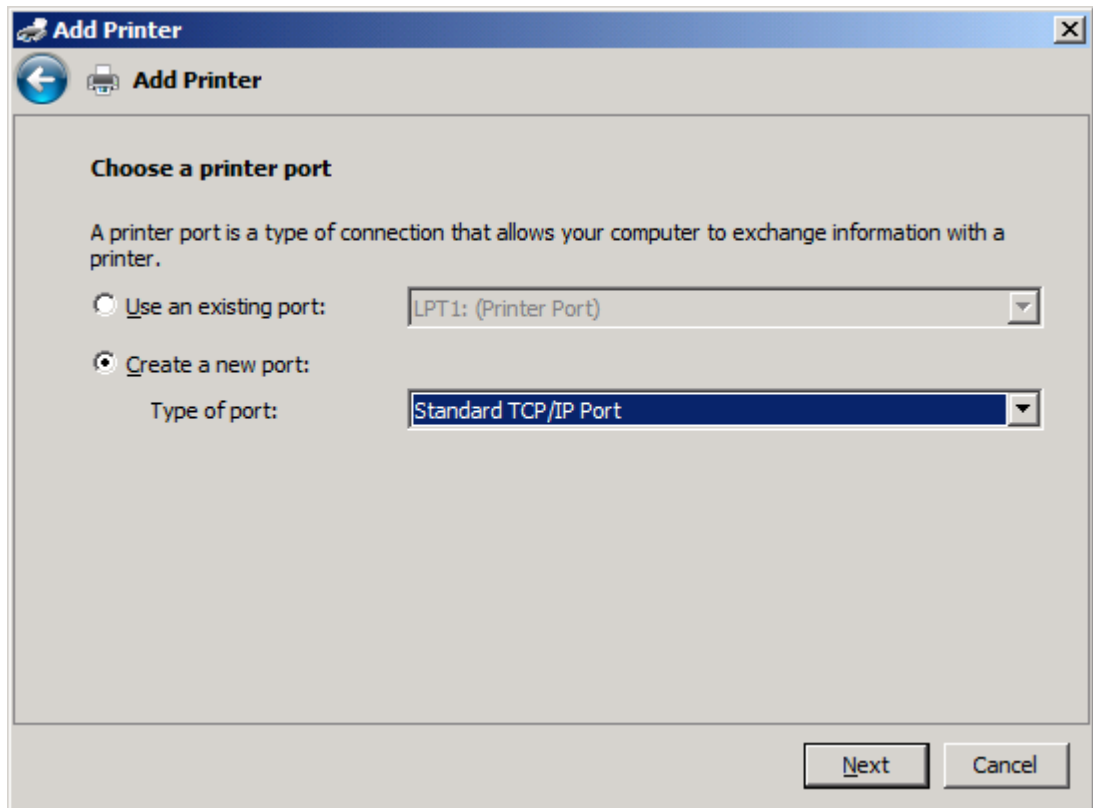 Add Printer
Add Printer
Choose a printer port
A printer port is a type of connection that allows your computer to exchange information with a
printer.
Use an existing port: LPT1: (Printer Port)
Create a new port:
Type of port: Standard TCP/IP Port
Next Cancel